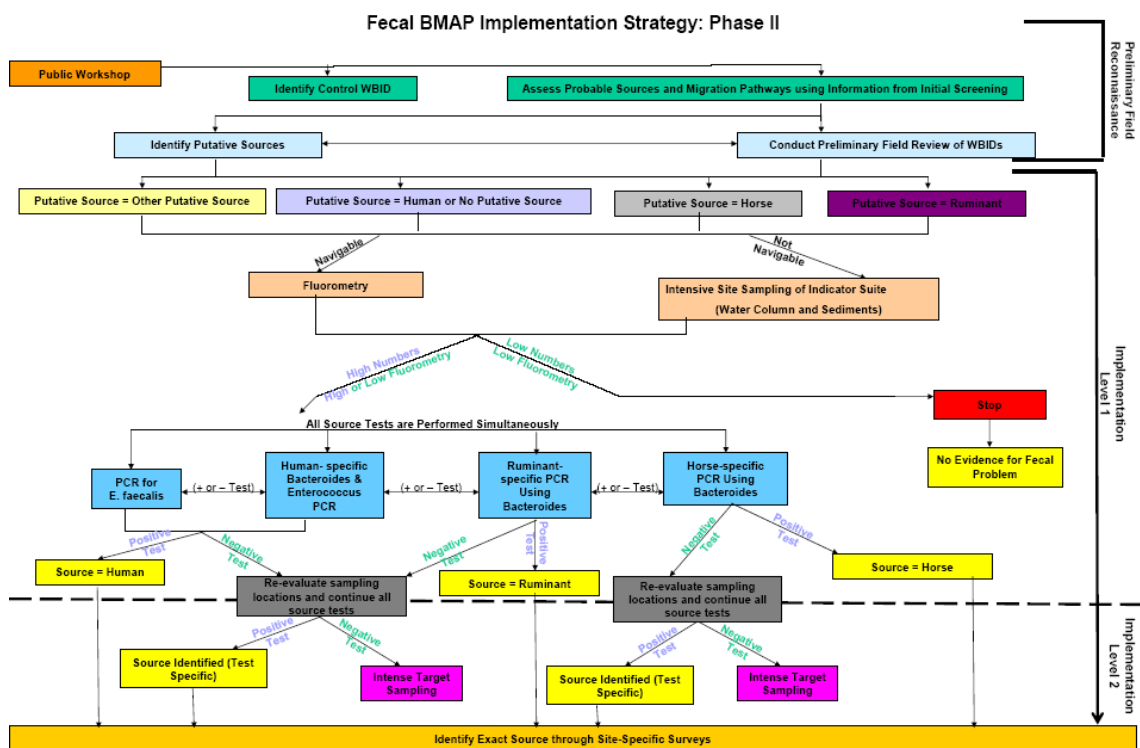 Fecal BMAP Implementation Strategy: Phase II
Preliminary Field
Reconnaissance
Public Workshop
Identify Control WBID
Assess Probable Sources and Migration Pathways using Information from Initial Screening
Identify Putative Sources
Conduct Preliminary Field Review of WBIDs
Putative Source = Other Putative Source
Putative Source = Human or No Putative Source
Putative Source = Horse
Putative Source = Ruminant
Navigable
Not
Navigable
Fluorometry
Intensive Site Sampling of Indicator Suite
(Water Column and Sediments)
High Numbers
High or Low Fluorometry
Low Numbers
Low Fluorometry
Implementation
Level 1
Stop
All Source Tests are Performed Simultaneously
No Evidence for Fecal
Problem
PCR for
E. faecalis
(+ or – Test)
Human- specific
Bacteroides &
Enterococcus
PCR
(+ or – Test)
Ruminant-
specific PCR
Using
Bacteroides
(+ or – Test)
Horse-specific
PCR Using
Bacteroides
Positive
Test
Negative
Test
Negative
Test
Positive
Test
Negative
Test
Positive
Test
Source = Human
Re-evaluate sampling
locations and continue all
source tests
Source = Ruminant
Re-evaluate sampling
locations and continue all
source tests
Source = Horse
Implementation
Level 2
Positive
Test
Negative
Test
Positive
Test
Negative
Test
Source Identified (Test
Specific)
Intense Target
Sampling
Source Identified (Test
Specific)
Intense Target
Sampling
Identify Exact Source through Site-Specific Surveys